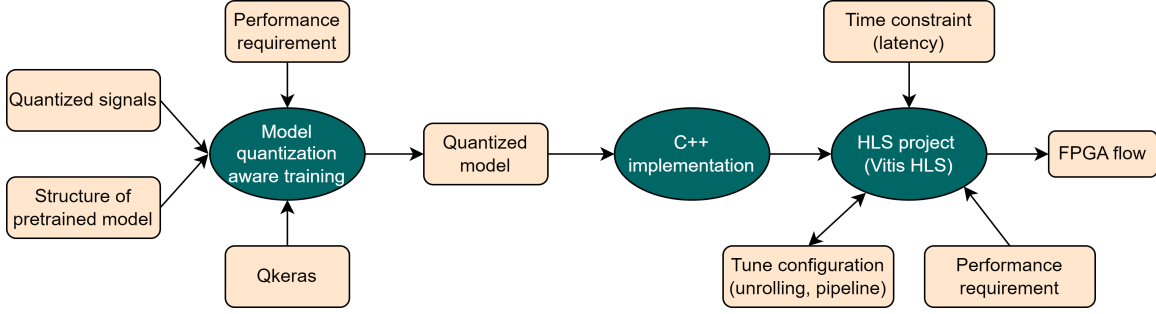 Performance
requirement
Time constraint
(latency)
Quantized signals
Model
quantization
aware training
Quantized
model
C++
implementation
HLS project
(Vitis HLS)
FPGA flow
Structure of
pretrained model
Qkeras
Tune configuration
(unrolling, pipeline)
Performance
requirement